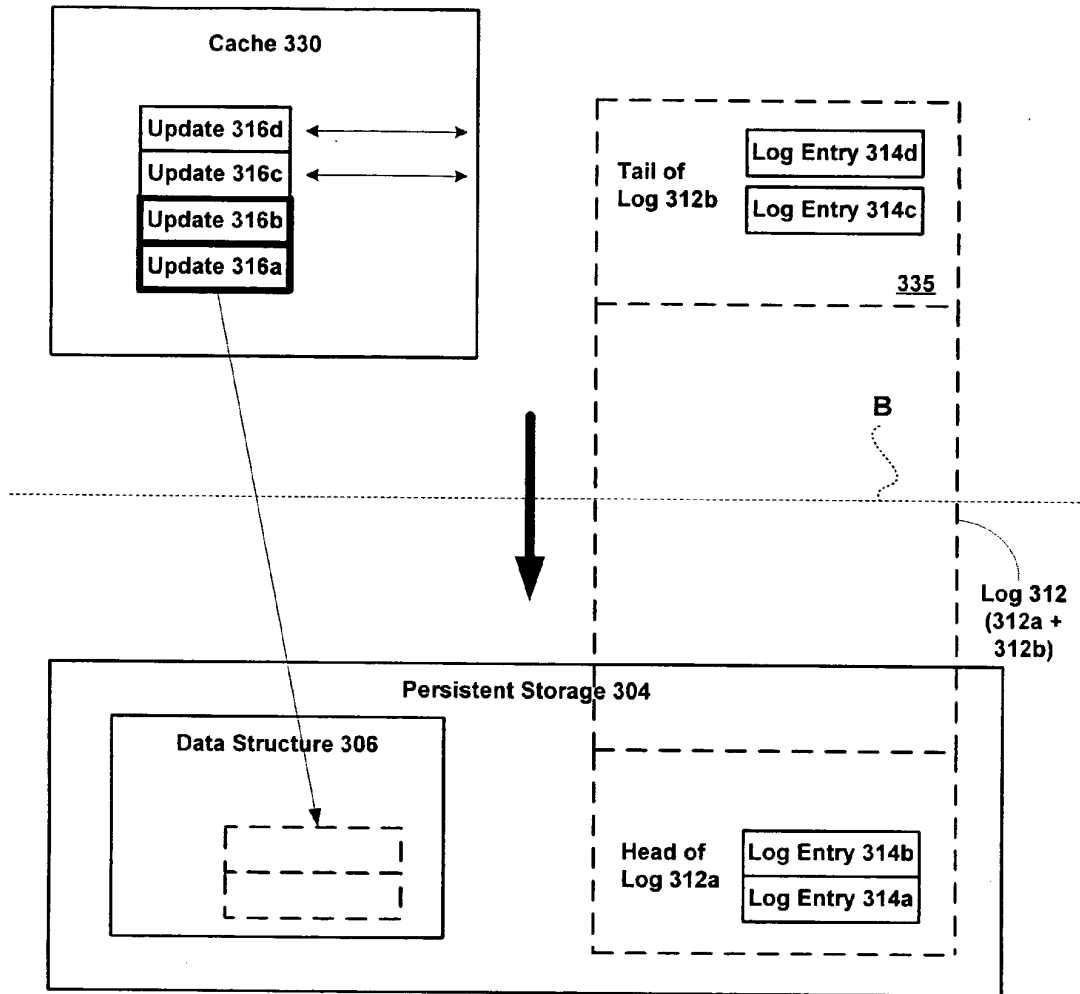 Cache 330
Update 316d
Update 316c
Update 316b
Update 316a
Tail of
Log 312b
Log Entry 314d
Log Entry 314c
335
B
Log 312
(312a +
312b)
Persistent Storage 304
Data Structure 306
Head of
Log 312a
Log Entry 314b
Log Entry 314a